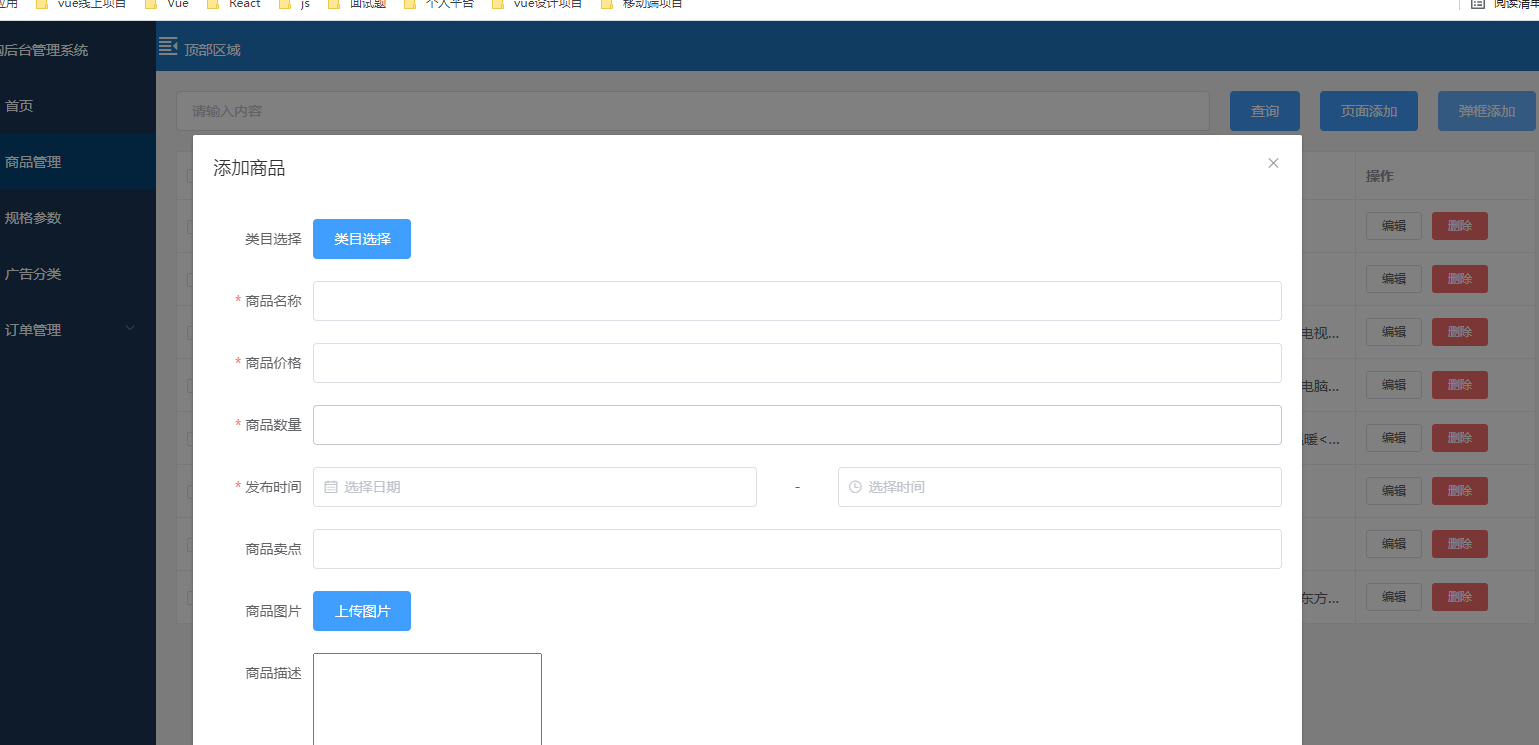 应用 vue线上项目 Vue React js 面试题 个人平台 vue设计项目 移动端项目 阅读清单
购后台管理系统
顶部区域
首页
商品管理
规格参数
广告分类
订单管理
请输入内容 查询 页面添加 弹框添加
添加商品
类目选择 类目选择
* 商品名称
* 商品价格
* 商品数量
* 发布时间 选择日期 - 选择时间
商品卖点
商品图片 上传图片
商品描述
操作
编辑 删除
编辑 删除
电视... 编辑 删除
电脑... 编辑 删除
暖<... 编辑 删除
编辑 删除
编辑 删除
东方... 编辑 删除